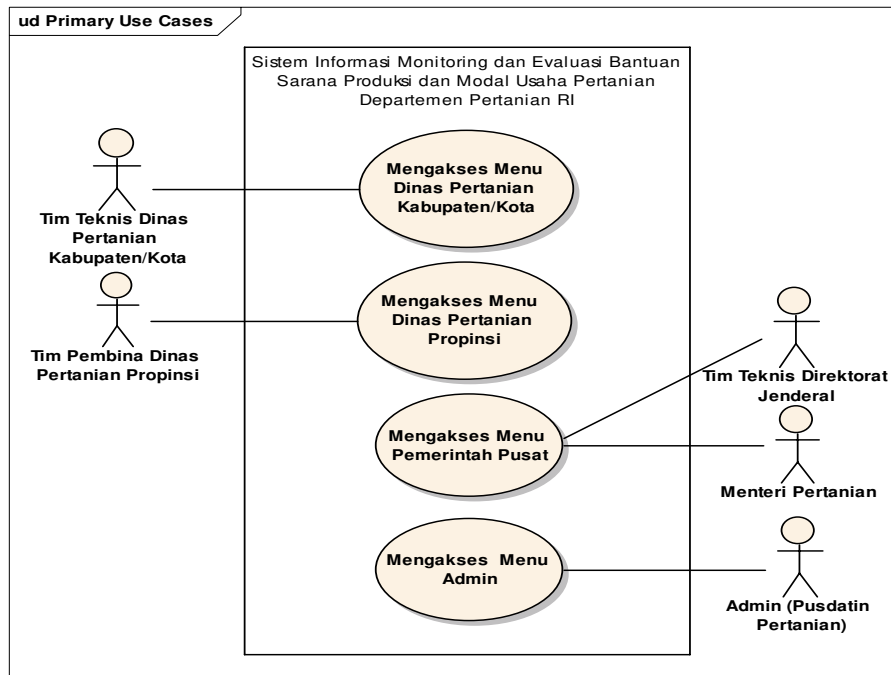 ud Primary Use Cases
Sistem Informasi Monitoring dan Evaluasi Bantuan
Sarana Produksi dan Modal Usaha Pertanian
Departemen Pertanian RI
Mengakses Menu
Dinas Pertanian
Kabupaten/Kota
Tim Teknis Dinas
Pertanian
Kabupaten/Kota
Mengakses Menu
Dinas Pertanian
Propinsi
Tim Pembina Dinas
Pertanian Propinsi
Tim Teknis Direktorat
Jenderal
Mengakses Menu
Pemerintah Pusat
Menteri Pertanian
Mengakses Menu
Admin
Admin (Pusdatin
Pertanian)